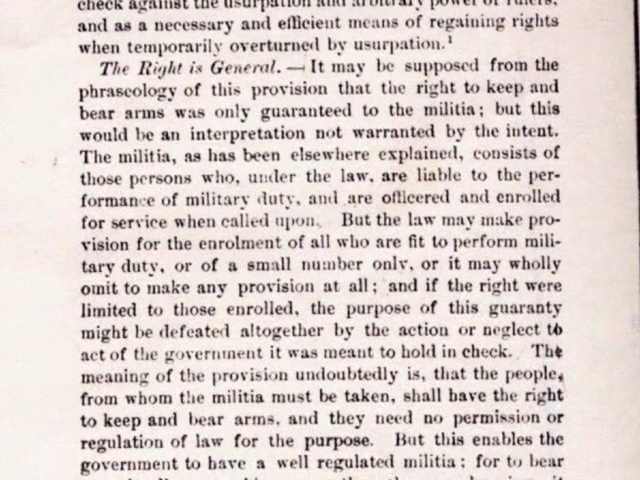 check against the usurpation and arbitrary power of rulers,
and as a necessary and efficient means of regaining rights
when temporarily overturned by usurpation.¹
The Right is General. — It may be supposed from the
phraseology of this provision that the right to keep and
bear arms was only guaranteed to the militia; but this
would be an interpretation not warranted by the intent.
The militia, as has been elsewhere explained, consists of
those persons who, under the law, are liable to the per-
formance of military duty, and are officered and enrolled
for service when called upon. But the law may make pro-
vision for the enrolment of all who are fit to perform mili-
tary duty, or of a small number only, or it may wholly
omit to make any provision at all; and if the right were
limited to those enrolled, the purpose of this guaranty
might be defeated altogether by the action or neglect to
act of the government it was meant to hold in check. The
meaning of the provision undoubtedly is, that the people,
from whom the militia must be taken, shall have the right
to keep and bear arms, and they need no permission or
regulation of law for the purpose. But this enables the
government to have a well regulated militia; for to bear